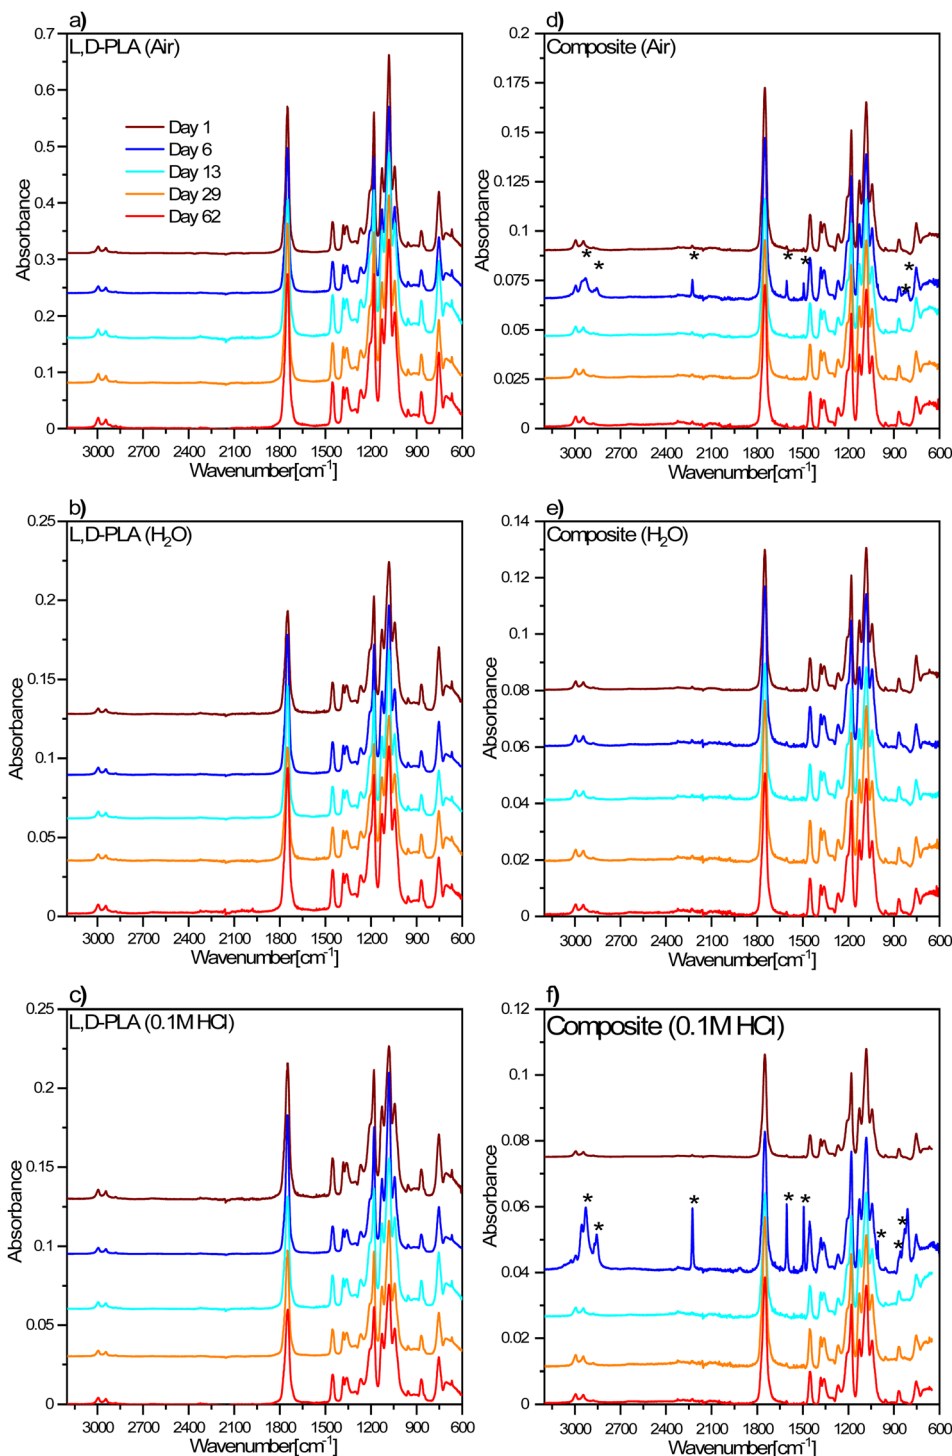 a)
L,D-PLA (Air)
Day 1
Day 6
Day 13
Day 29
Day 62
Absorbance
0.7
0.6
0.5
0.4
0.3
0.2
0.1
0
3000 2700 2400 2100 1800 1500 1200 900 600
Wavenumber[cm-1]
d)
Composite (Air)
Absorbance
0.2
0.175
0.15
0.125
0.1
0.075
0.05
0.025
0
* * * * * * *
3000 2700 2400 2100 1800 1500 1200 900 600
Wavenumber[cm-1]
b)
L,D-PLA (H2O)
Absorbance
0.25
0.2
0.15
0.1
0.05
0
3000 2700 2400 2100 1800 1500 1200 900 600
Wavenumber[cm-1]
e)
Composite (H2O)
Absorbance
0.14
0.12
0.1
0.08
0.06
0.04
0.02
0
3000 2700 2400 2100 1800 1500 1200 900 600
Wavenumber[cm-1]
c)
L,D-PLA (0.1M HCl)
Absorbance
0.25
0.2
0.15
0.1
0.05
0
3000 2700 2400 2100 1800 1500 1200 900 600
Wavenumber[cm-1]
f)
Composite (0.1M HCl)
Absorbance
0.12
0.1
0.08
0.06
0.04
0.02
0
* * * * * * * *
3000 2700 2400 2100 1800 1500 1200 900 600
Wavenumber[cm-1]